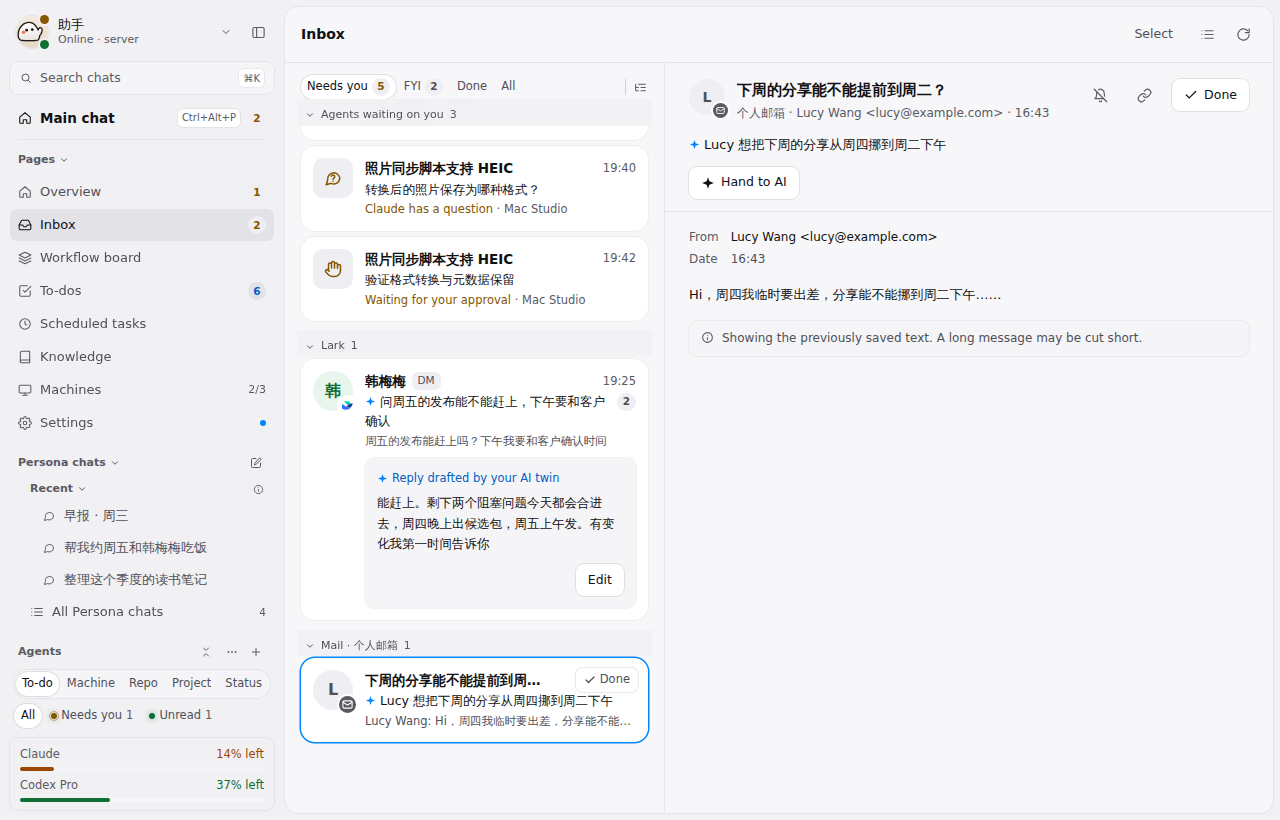 助手
Online · server
Search chats
⌘K
Main chat
Ctrl+Alt+P
2
Pages
Overview
1
Inbox
2
Workflow board
To-dos
6
Scheduled tasks
Knowledge
Machines
2/3
Settings
Persona chats
Recent
早报 · 周三
帮我约周五和韩梅梅吃饭
整理这个季度的读书笔记
All Persona chats
4
Agents
To-do
Machine
Repo
Project
Status
All
Needs you 1
Unread 1
Claude
14% left
Codex Pro
37% left
Inbox
Select
Needs you 5
FYI 2
Done
All
Agents waiting on you 3
照片同步脚本支持 HEIC
19:40
转换后的照片保存为哪种格式？
Claude has a question · Mac Studio
照片同步脚本支持 HEIC
19:42
验证格式转换与元数据保留
Waiting for your approval · Mac Studio
Lark 1
韩
韩梅梅
DM
19:25
问周五的发布能不能赶上，下午要和客户
确认
2
周五的发布能赶上吗？下午我要和客户确认时间
Reply drafted by your AI twin
能赶上。剩下两个阻塞问题今天都会合进
去，周四晚上出候选包，周五上午发。有变
化我第一时间告诉你
Edit
Mail · 个人邮箱 1
L
下周的分享能不能提前到周…
Done
Lucy 想把下周的分享从周四挪到周二下午
Lucy Wang: Hi，周四我临时要出差，分享能不能…
L
下周的分享能不能提前到周二？
个人邮箱 · Lucy Wang <lucy@example.com> · 16:43
Done
Lucy 想把下周的分享从周四挪到周二下午
Hand to AI
From Lucy Wang <lucy@example.com>
Date 16:43
Hi，周四我临时要出差，分享能不能挪到周二下午……
Showing the previously saved text. A long message may be cut short.